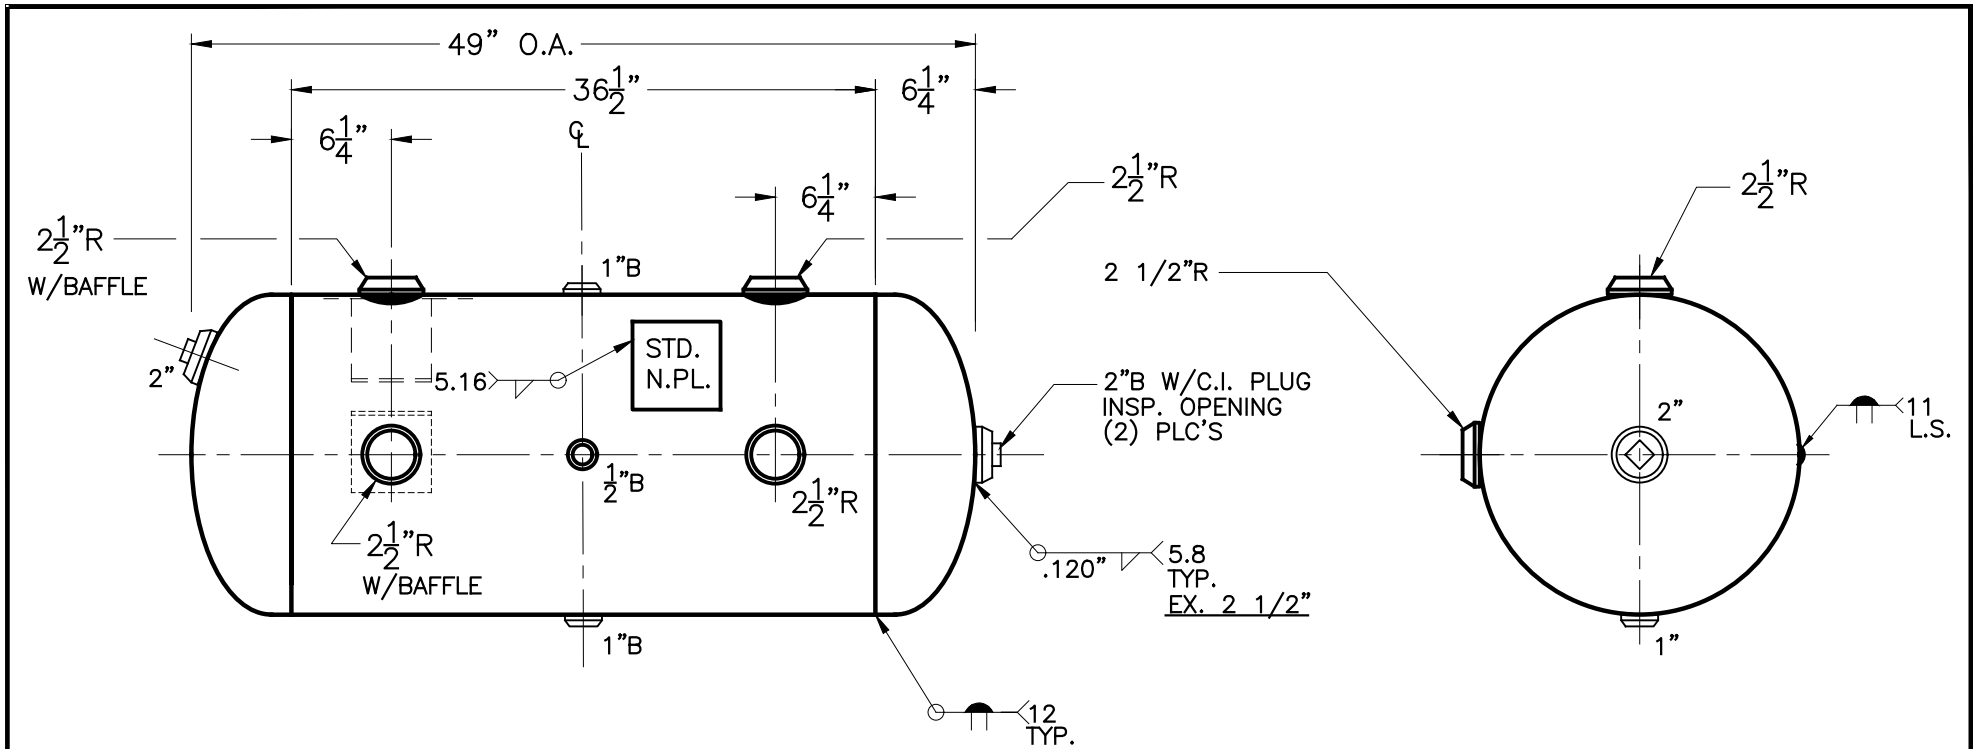 49” O.A.
36 1/2”
6 1/4”
6 1/4”
℄
6 1/4”
2 1/2”R
W/BAFFLE
2 1/2”R
1”B
2”
5.16
STD.
N.PL.
1/2”B
2 1/2”R
2 1/2”R
W/BAFFLE
1”B
2”B W/C.I. PLUG
INSP. OPENING
(2) PLC'S
.120”
5.8
TYP.
EX. 2 1/2”
12
TYP.
2 1/2”R
2 1/2”R
2”
11
L.S.
1”